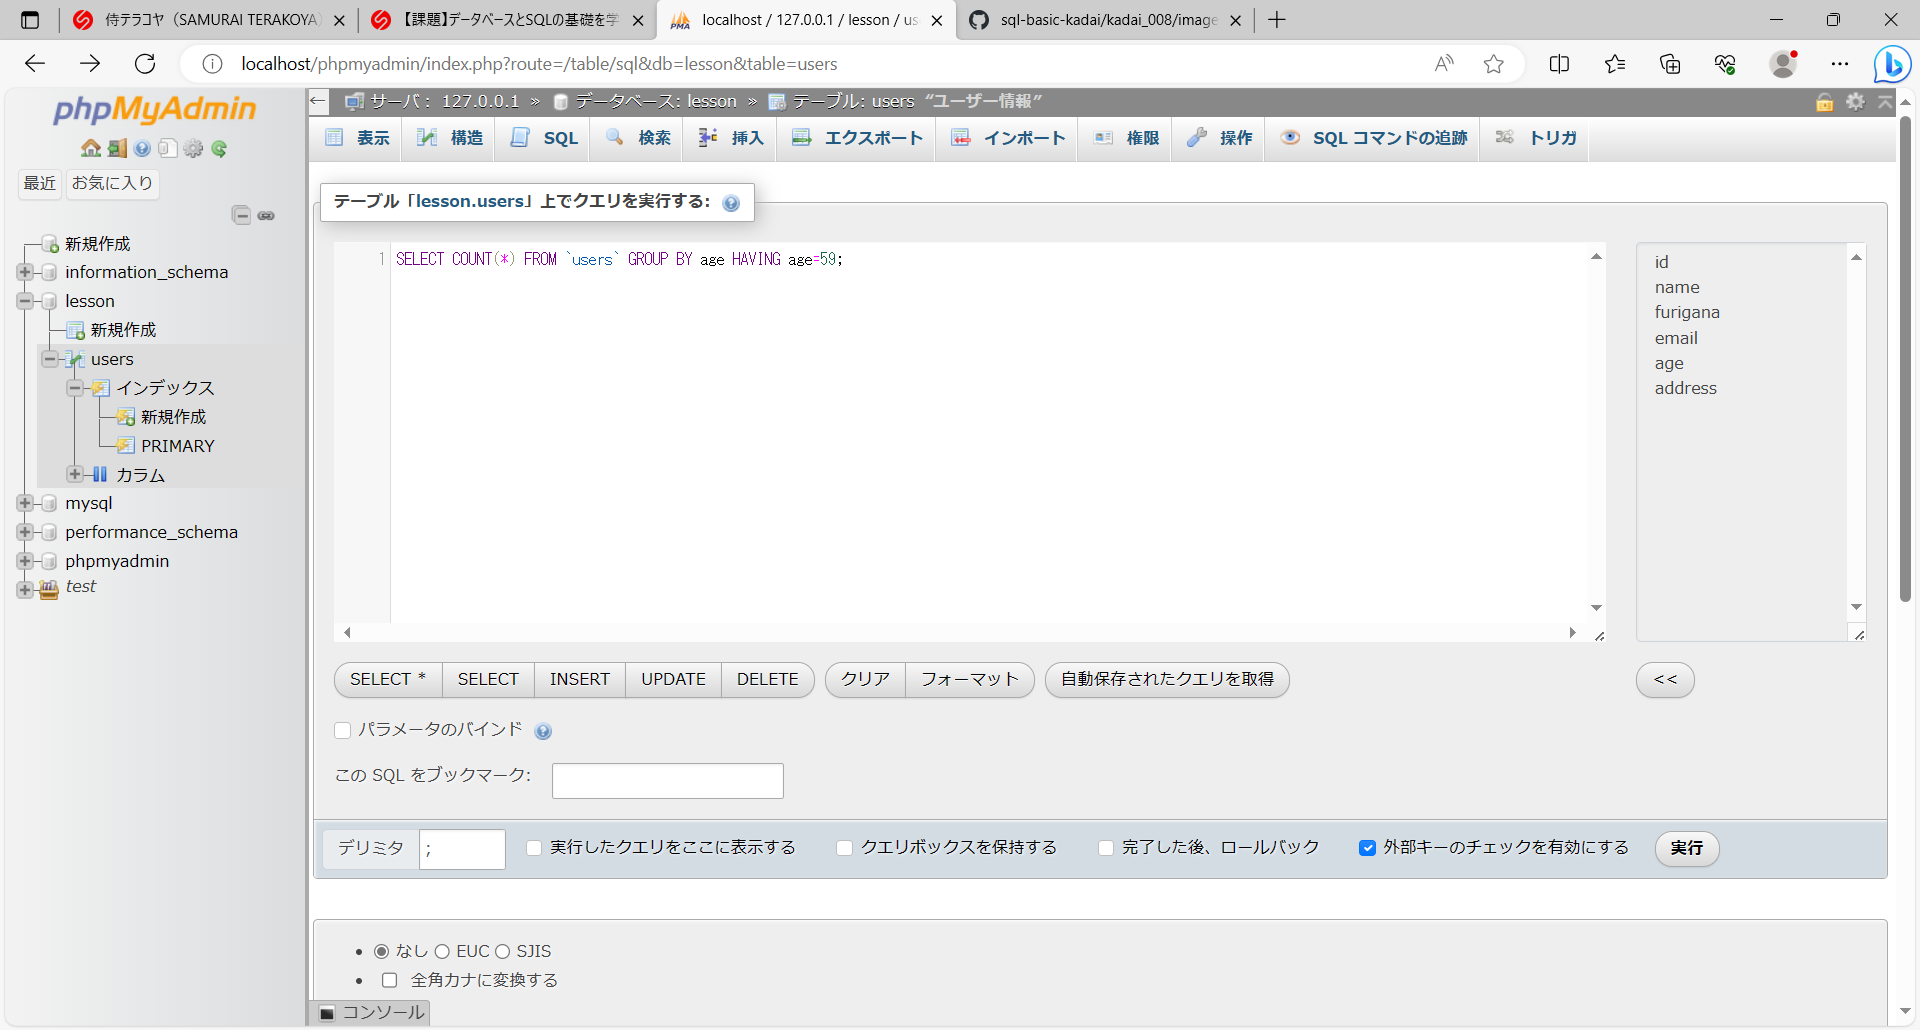 侍テラコヤ（SAMURAI TERAKOYA）
【課題】データベースとSQLの基礎を学
localhost / 127.0.0.1 / lesson / us
sql-basic-kadai/kadai_008/image
localhost/phpmyadmin/index.php?route=/table/sql&db=lesson&table=users
phpMyAdmin
最近 お気に入り
新規作成
information_schema
lesson
新規作成
users
インデックス
新規作成
PRIMARY
カラム
mysql
performance_schema
phpmyadmin
test
サーバ： 127.0.0.1 » データベース: lesson » テーブル: users “ユーザー情報”
表示 構造 SQL 検索 挿入 エクスポート インポート 権限 操作 SQL コマンドの追跡 トリガ
テーブル「lesson.users」上でクエリを実行する:
1 SELECT COUNT(*) FROM `users` GROUP BY age HAVING age=59;
id
name
furigana
email
age
address
SELECT * SELECT INSERT UPDATE DELETE クリア フォーマット 自動保存されたクエリを取得 <<
パラメータのバインド
この SQL をブックマーク:
デリミタ ; 実行したクエリをここに表示する クエリボックスを保持する 完了した後、ロールバック 外部キーのチェックを有効にする 実行
なし EUC SJIS
全角カナに変換する
コンソール